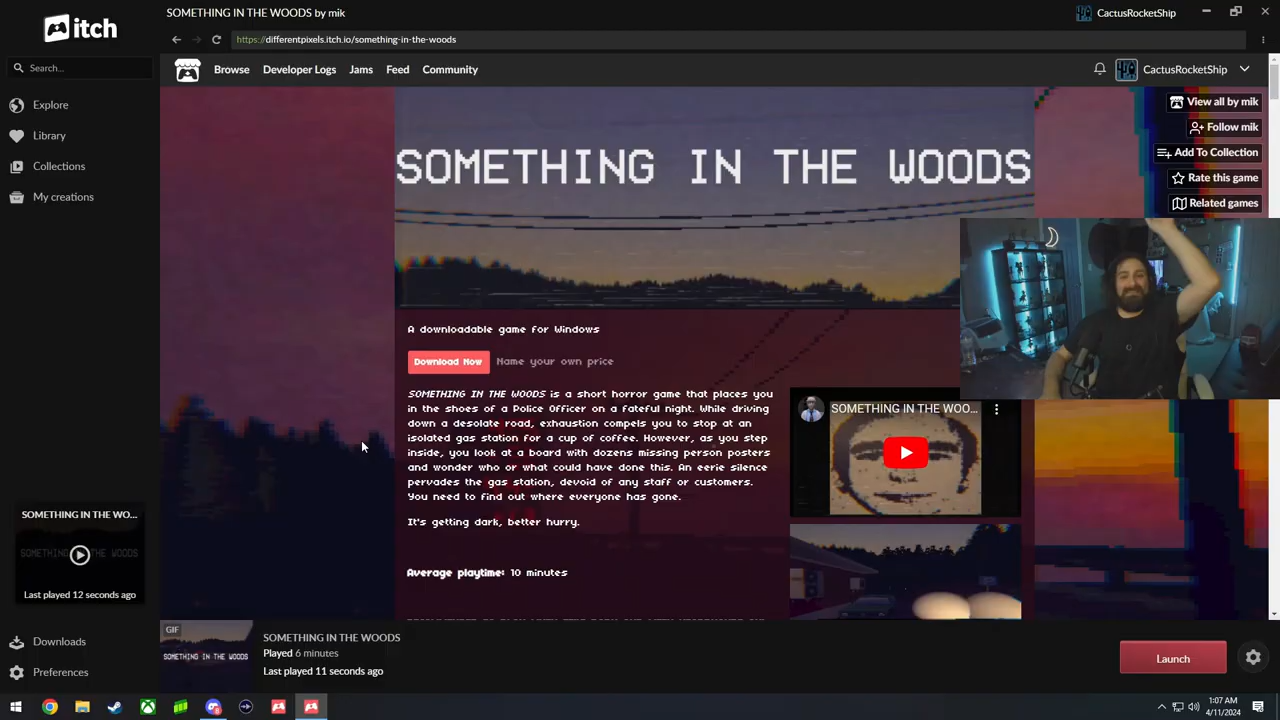 SOMETHING IN THE WOODS by mik
CactusRocketShip
itch
https://differentpixels.itch.io/something-in-the-woods
Search...
Browse
Developer Logs
Jams
Feed
Community
CactusRocketShip
Explore
Library
Collections
My creations
View all by mik
Follow mik
Add To Collection
Rate this game
Related games
SOMETHING IN THE WOODS
A downloadable game for Windows
Download Now
Name your own price
SOMETHING IN THE WOODS is a short horror game that places you
in the shoes of a Police Officer on a fateful night. While driving
down a desolate road, exhaustion compels you to stop at an
isolated gas station for a cup of coffee. However, as you step
inside, you look at a board with dozens missing person posters
and wonder who or what could have done this. An eerie silence
pervades the gas station, devoid of any staff or customers.
You need to find out where everyone has gone.
It's getting dark, better hurry.
Average playtime: 10 minutes
SOMETHING IN THE WOO...
SOMETHING IN THE WO...
SOMETHING IN THE WOODS
Last played 12 seconds ago
Downloads
Preferences
GIF
SOMETHING IN THE WOODS
SOMETHING IN THE WOODS
Played 6 minutes
Last played 11 seconds ago
Launch
1:07 AM
4/11/2024